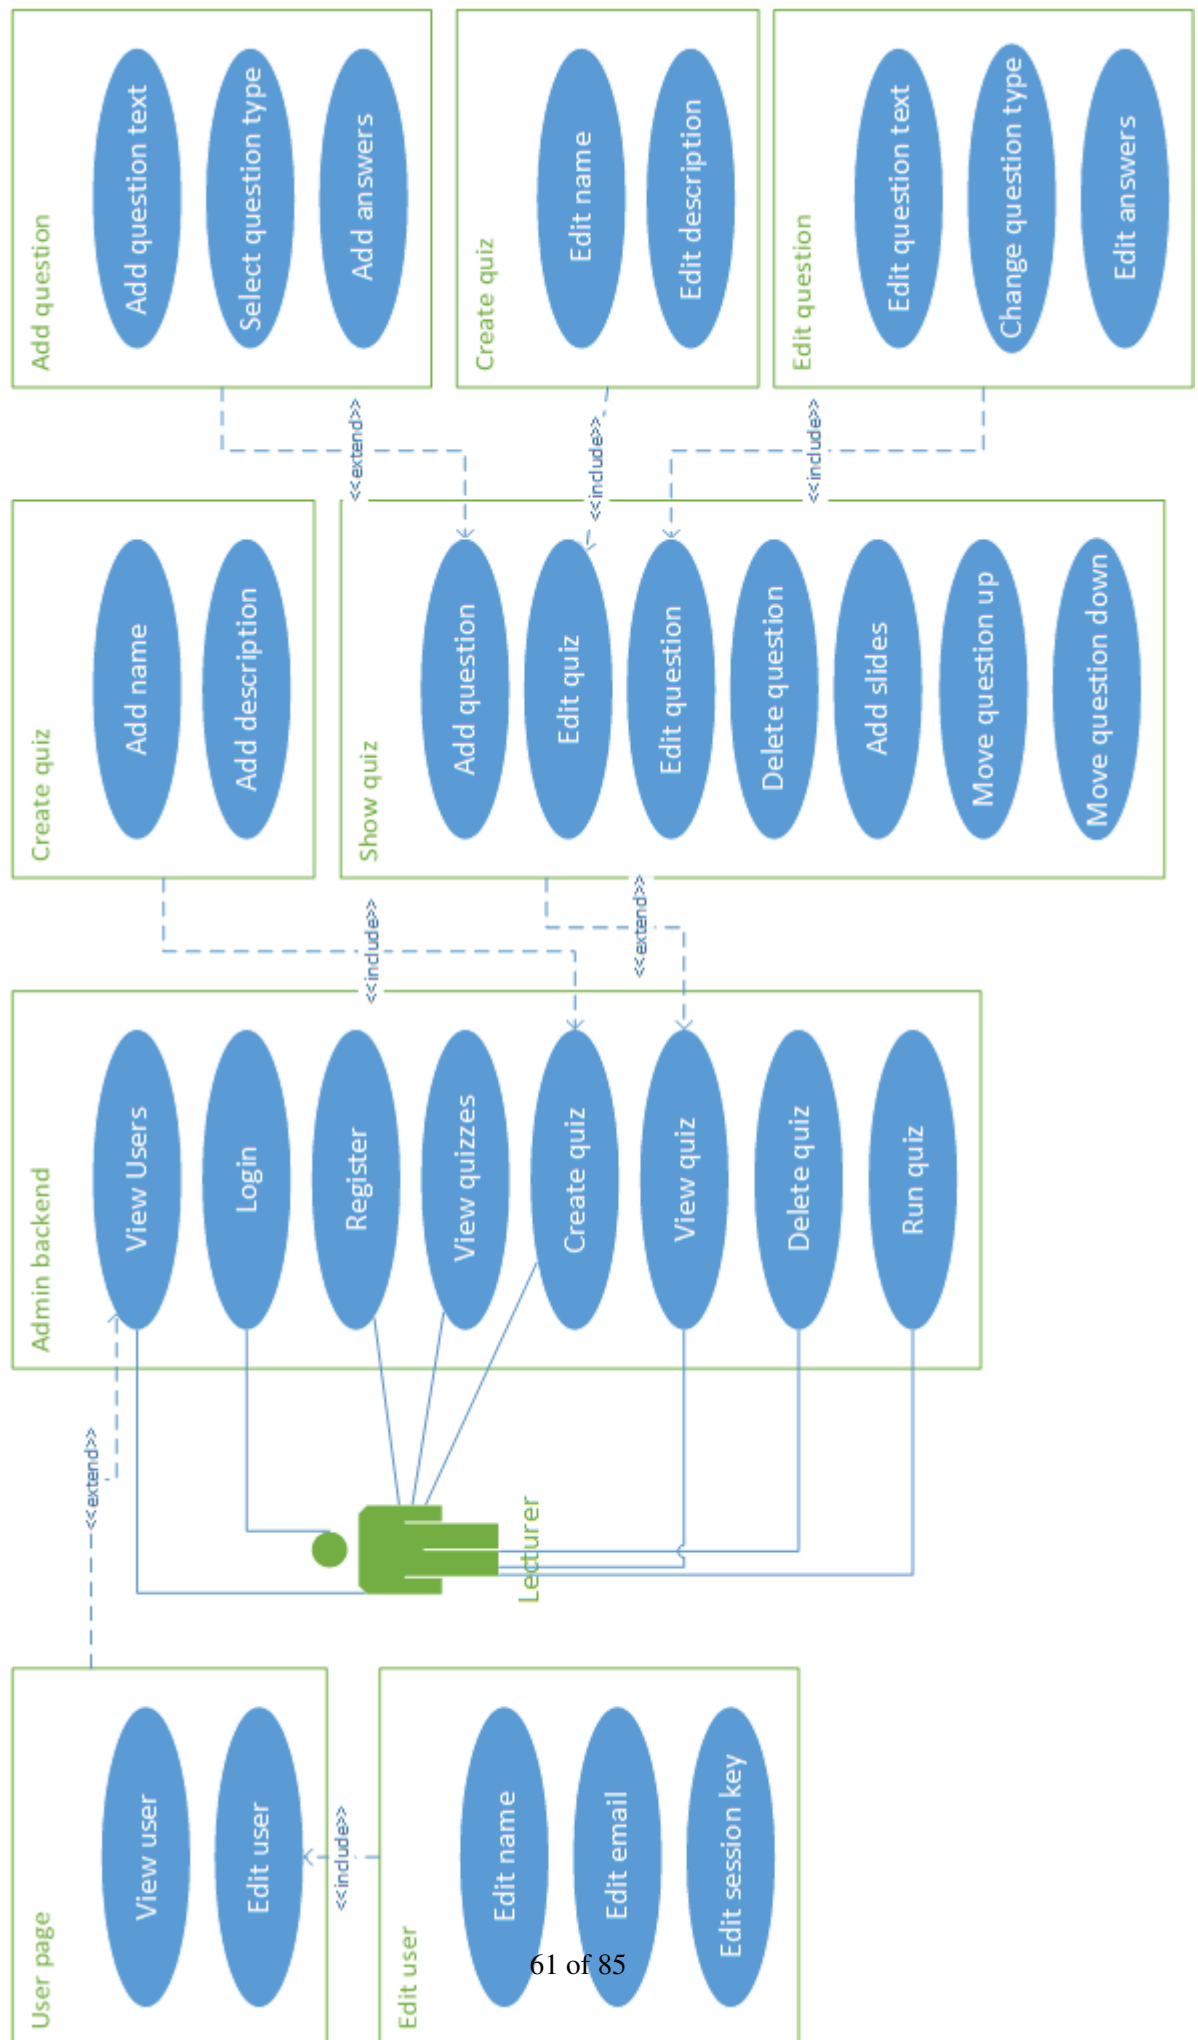 User page
View user
Edit user
<<include>>
Edit user
Edit name
Edit email
Edit session key
<<extend>>
Lecturer
Admin backend
View Users
Login
Register
View quizzes
Create quiz
View quiz
Delete quiz
Run quiz
<<include>>
<<extend>>
Create quiz
Add name
Add description
Show quiz
Add question
Edit quiz
Edit question
Delete question
Add slides
Move question up
Move question down
<<extend>>
<<include>>
<<include>>
Add question
Add question text
Select question type
Add answers
Create quiz
Edit name
Edit description
Edit question
Edit question text
Change question type
Edit answers
61 of 85